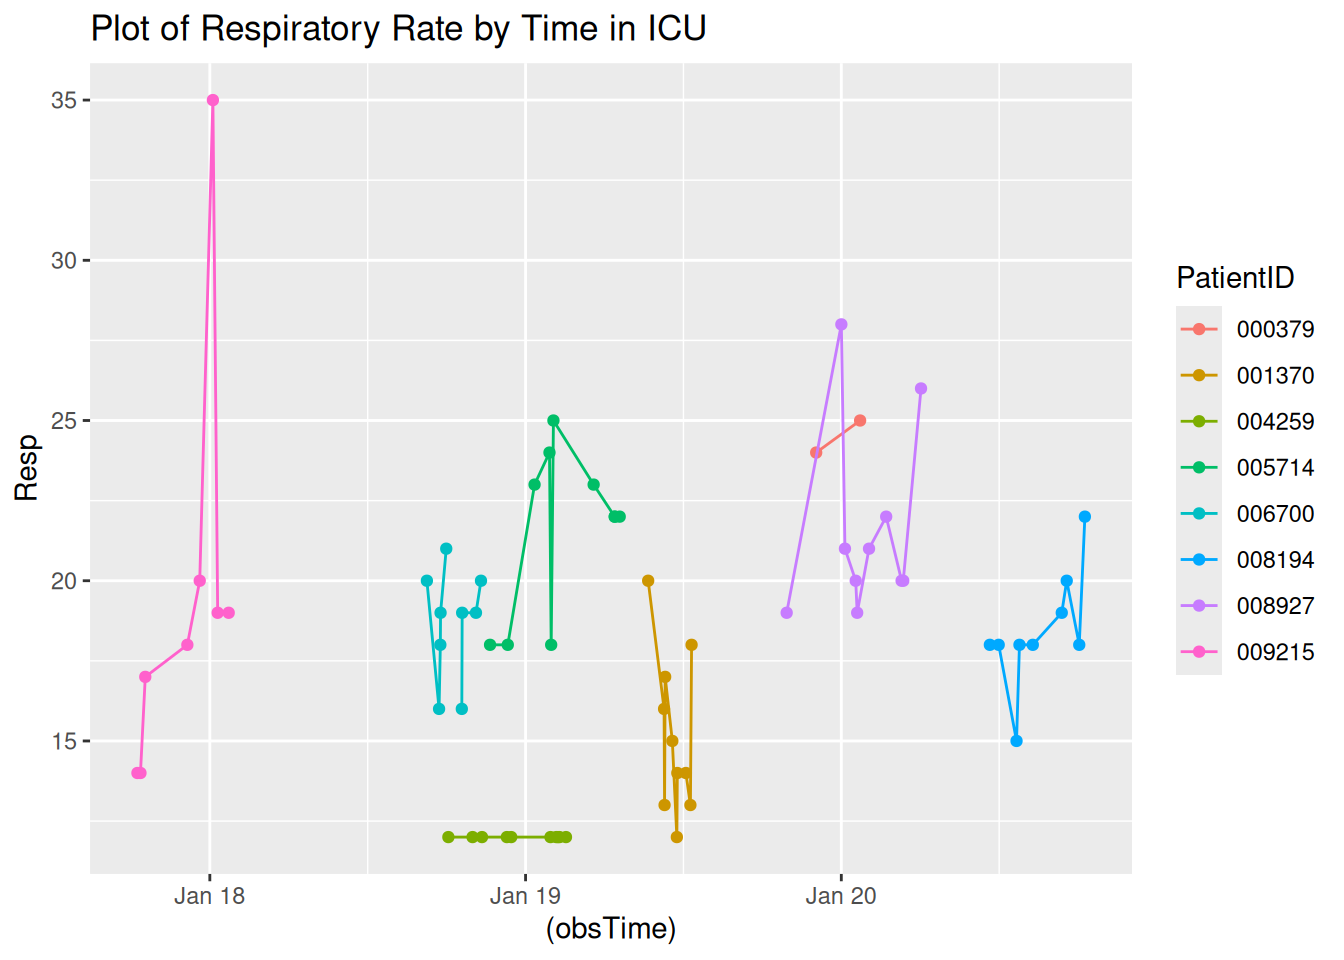 Plot of Respiratory Rate by Time in ICU
35
30
25
20
15
Resp
Jan 18
Jan 19
Jan 20
(obsTime)
PatientID
000379
001370
004259
005714
006700
008194
008927
009215